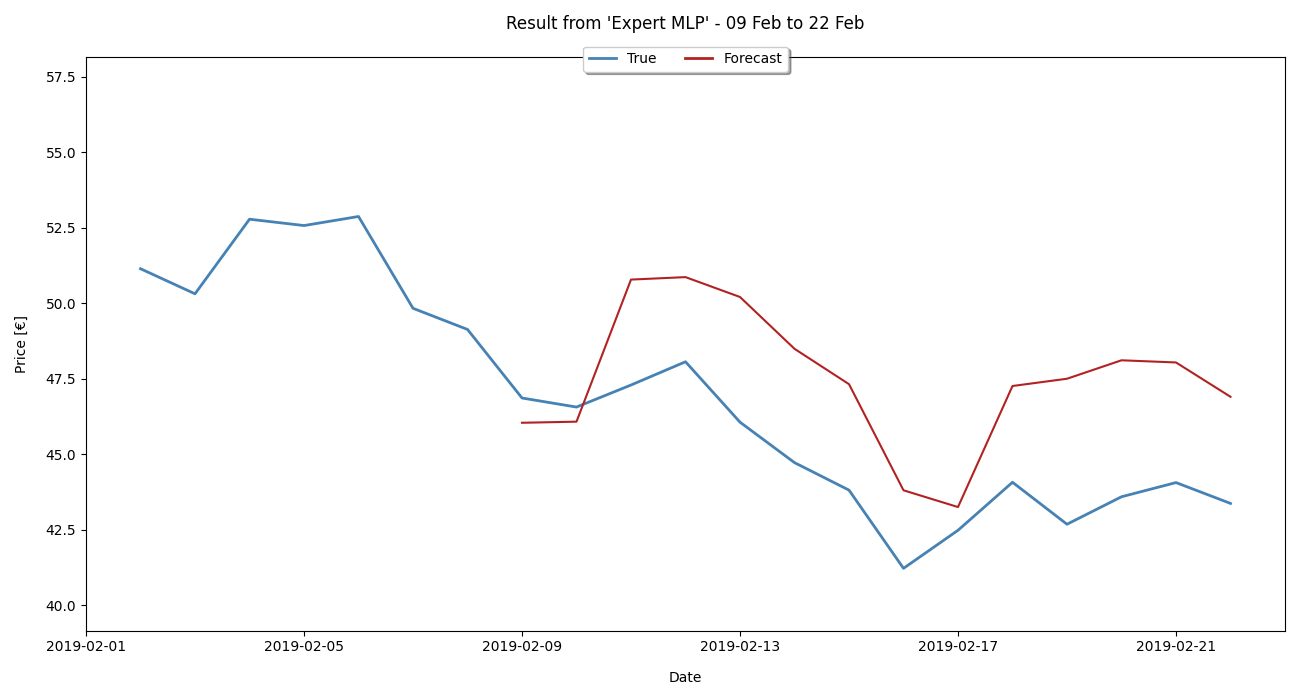 Result from 'Expert MLP' - 09 Feb to 22 Feb
True Forecast
57.5
55.0
52.5
50.0
47.5
45.0
42.5
40.0
Price [€]
2019-02-01 2019-02-05 2019-02-09 2019-02-13 2019-02-17 2019-02-21
Date